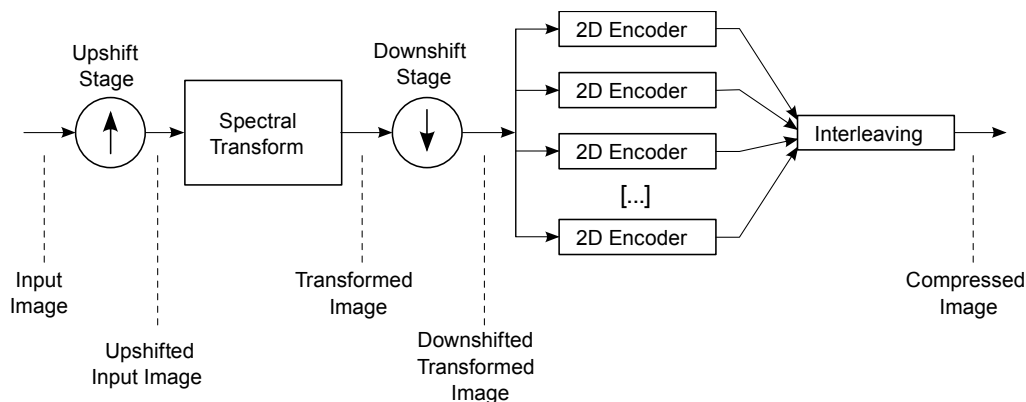 Upshift
Stage
Spectral
Transform
Downshift
Stage
2D Encoder
2D Encoder
2D Encoder
[...]
2D Encoder
Interleaving
Input
Image
Upshifted
Input Image
Transformed
Image
Downshifted
Transformed
Image
Compressed
Image